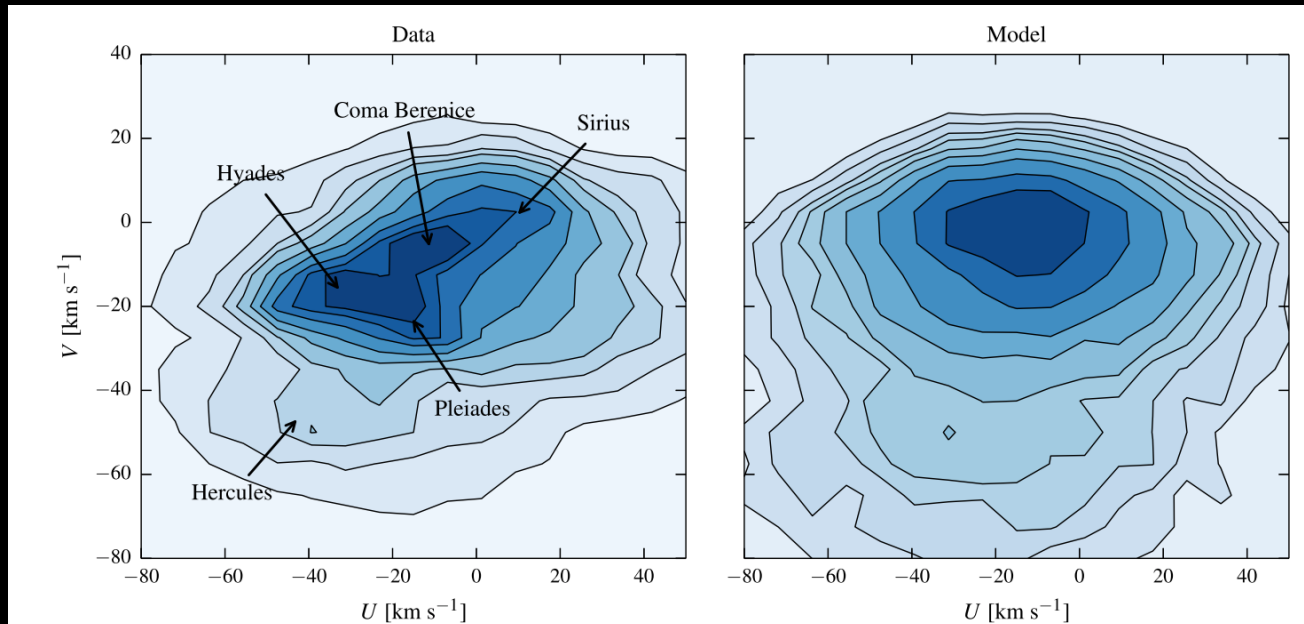 Data
Model
40
20
0
−20
−40
−60
−80
V [km s⁻¹]
Coma Berenice
Sirius
Hyades
Pleiades
Hercules
−80
−60
−40
−20
0
20
40
U [km s⁻¹]
−80
−60
−40
−20
0
20
40
U [km s⁻¹]